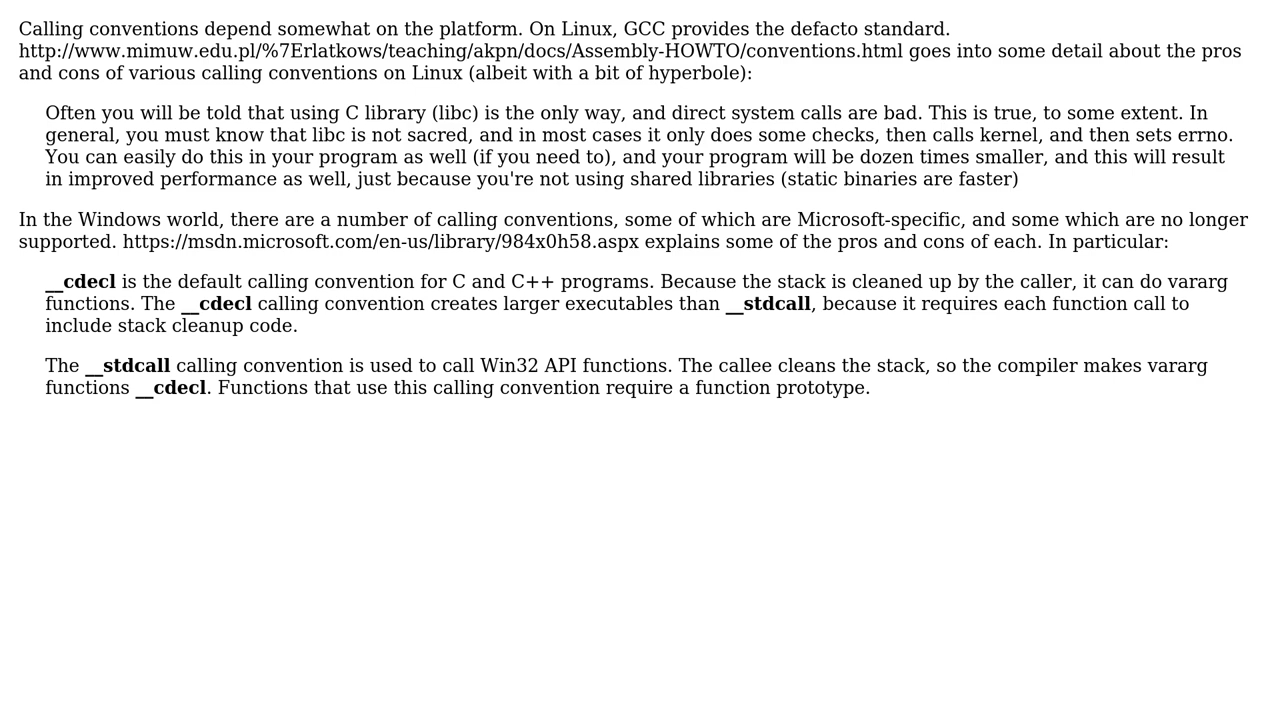 Calling conventions depend somewhat on the platform. On Linux, GCC provides the defacto standard.
http://www.mimuw.edu.pl/%7Erlatkows/teaching/akpn/docs/Assembly-HOWTO/conventions.html goes into some detail about the pros
and cons of various calling conventions on Linux (albeit with a bit of hyperbole):
Often you will be told that using C library (libc) is the only way, and direct system calls are bad. This is true, to some extent. In
general, you must know that libc is not sacred, and in most cases it only does some checks, then calls kernel, and then sets errno.
You can easily do this in your program as well (if you need to), and your program will be dozen times smaller, and this will result
in improved performance as well, just because you're not using shared libraries (static binaries are faster)
In the Windows world, there are a number of calling conventions, some of which are Microsoft-specific, and some which are no longer
supported. https://msdn.microsoft.com/en-us/library/984x0h58.aspx explains some of the pros and cons of each. In particular:
__cdecl is the default calling convention for C and C++ programs. Because the stack is cleaned up by the caller, it can do vararg
functions. The __cdecl calling convention creates larger executables than __stdcall, because it requires each function call to
include stack cleanup code.
The __stdcall calling convention is used to call Win32 API functions. The callee cleans the stack, so the compiler makes vararg
functions __cdecl. Functions that use this calling convention require a function prototype.